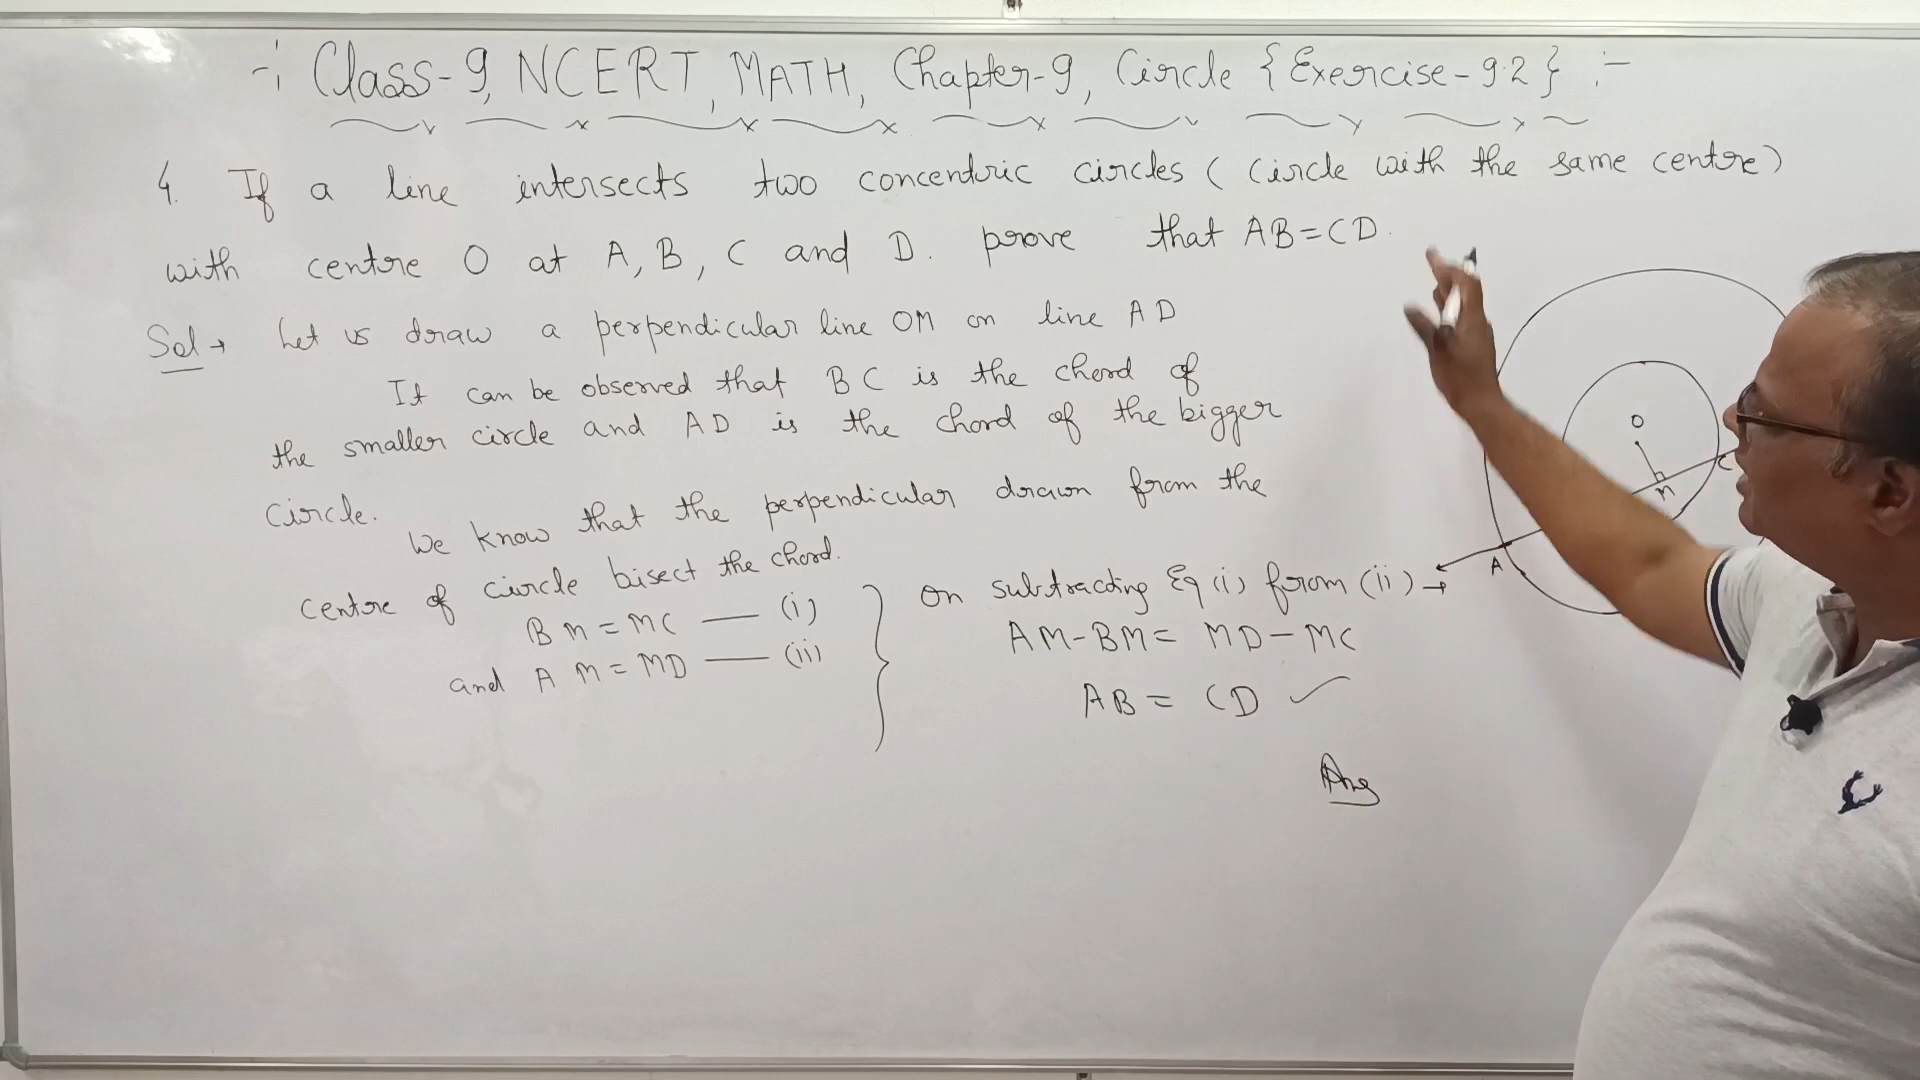 -: Class-9, NCERT, MATH, Chapter-9, Circle {Exercise-9.2} :-
4. If a line intersects two concentric circles (Circle with the same centre)
with centre O at A, B, C and D. prove that AB=CD.
Sol→ Let us draw a perpendicular line OM on line AD
It can be observed that BC is the chord of
the smaller circle and AD is the chord of the bigger
circle.
We know that the perpendicular drawn from the
centre of circle bisect the chord.
BM = MC — (i)
and AM = MD — (ii)
On subtracting Eq (i) from (ii) →
AM-BM= MD-MC
AB = CD ✓
Ans
O
M
C
A